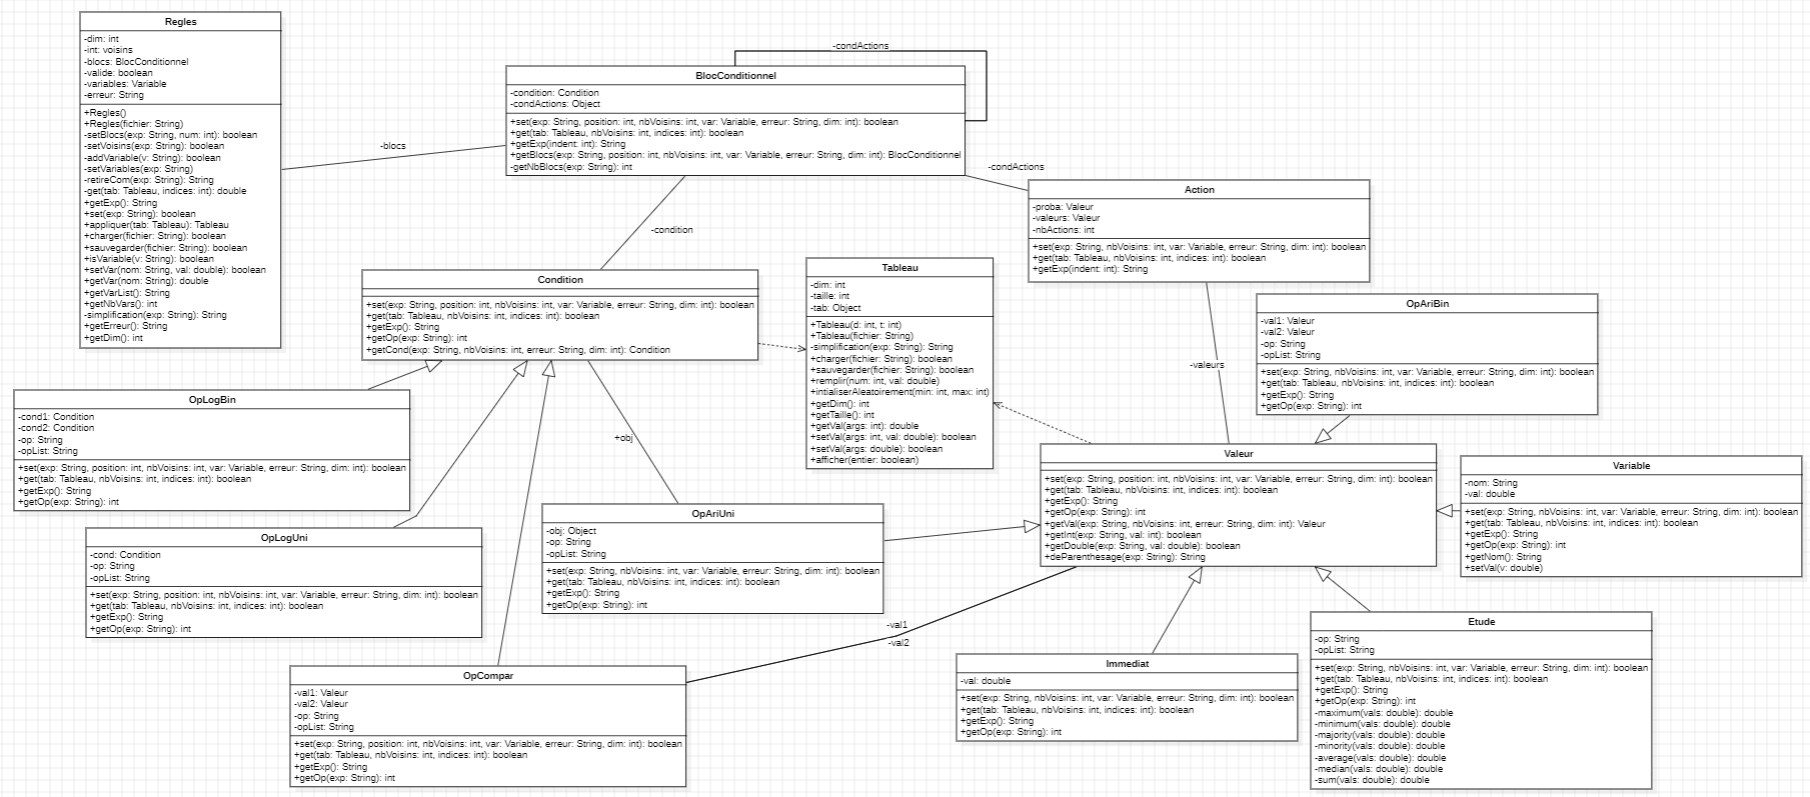 Regles
-dim: int
-int: voisins
-blocs: BlocConditionnel
-valide: boolean
-variables: Variable
-erreur: String
+Regles()
+Regles(fichier: String)
-setBlocs(exp: String, num: int): boolean
-setVoisins(exp: String): boolean
-addVariable(v: String): boolean
-setVariables(exp: String)
-retireCom(exp: String): String
-get(tab: Tableau, indices: int): double
+getExp(): String
+set(exp: String): boolean
+appliquer(tab: Tableau): Tableau
+charger(fichier: String): boolean
+sauvegarder(fichier: String): boolean
+isVariable(v: String): boolean
+setVar(nom: String, val: double): boolean
+getVar(nom: String): double
+getVarList(): String
+getNbVars(): int
-simplification(exp: String): String
+getErreur(): String
+getDim(): int
-blocs
-condActions
BlocConditionnel
-condition: Condition
-condActions: Object
+set(exp: String, position: int, nbVoisins: int, var: Variable, erreur: String, dim: int): boolean
+get(tab: Tableau, nbVoisins: int, indices: int): boolean
+getExp(indent: int): String
+getBlocs(exp: String, position: int, nbVoisins: int, var: Variable, erreur: String, dim: int): BlocConditionnel
-getNbBlocs(exp: String): int
-condActions
Action
-proba: Valeur
-valeurs: Valeur
-nbActions: int
+set(exp: String, nbVoisins: int, var: Variable, erreur: String, dim: int): boolean
+get(tab: Tableau, nbVoisins: int, indices: int): boolean
+getExp(indent: int): String
-condition
Condition
+set(exp: String, position: int, nbVoisins: int, var: Variable, erreur: String, dim: int): boolean
+get(tab: Tableau, nbVoisins: int, indices: int): boolean
+getExp(): String
+getOp(exp: String): int
+getCond(exp: String, nbVoisins: int, erreur: String, dim: int): Condition
Tableau
-dim: int
-taille: int
-tab: Object
+Tableau(d: int, t: int)
+Tableau(fichier: String)
-simplification(exp: String): String
+charger(fichier: String): boolean
+sauvegarder(fichier: String): boolean
+remplir(num: int, val: double)
+intialiserAleatoirement(min: int, max: int)
+getDim(): int
+getTaille(): int
+getVal(args: int): double
+setVal(args: int, val: double): boolean
+setVal(args: double): boolean
+afficher(entier: boolean)
OpAriBin
-val1: Valeur
-val2: Valeur
-op: String
-opList: String
+set(exp: String, nbVoisins: int, var: Variable, erreur: String, dim: int): boolean
+get(tab: Tableau, nbVoisins: int, indices: int): boolean
+getExp(): String
+getOp(exp: String): int
-valeurs
OpLogBin
-cond1: Condition
-cond2: Condition
-op: String
-opList: String
+set(exp: String, position: int, nbVoisins: int, var: Variable, erreur: String, dim: int): boolean
+get(tab: Tableau, nbVoisins: int, indices: int): boolean
+getExp(): String
+getOp(exp: String): int
+obj
Valeur
+set(exp: String, position: int, nbVoisins: int, var: Variable, erreur: String, dim: int): boolean
+get(tab: Tableau, nbVoisins: int, indices: int): boolean
+getExp(): String
+getOp(exp: String): int
+getVal(exp: String, nbVoisins: int, erreur: String, dim: int): Valeur
+getInt(exp: String, val: int): boolean
+getDouble(exp: String, val: double): boolean
+deParenthesage(exp: String): String
Variable
-nom: String
-val: double
+set(exp: String, nbVoisins: int, var: Variable, erreur: String, dim: int): boolean
+get(tab: Tableau, nbVoisins: int, indices: int): boolean
+getExp(): String
+getOp(exp: String): int
+getNom(): String
+setVal(v: double)
OpLogUni
-cond: Condition
-op: String
-opList: String
+set(exp: String, position: int, nbVoisins: int, var: Variable, erreur: String, dim: int): boolean
+get(tab: Tableau, nbVoisins: int, indices: int): boolean
+getExp(): String
+getOp(exp: String): int
OpAriUni
-obj: Object
-op: String
-opList: String
+set(exp: String, nbVoisins: int, var: Variable, erreur: String, dim: int): boolean
+get(tab: Tableau, nbVoisins: int, indices: int): boolean
+getExp(): String
+getOp(exp: String): int
-val1
-val2
OpCompar
-val1: Valeur
-val2: Valeur
-op: String
-opList: String
+set(exp: String, position: int, nbVoisins: int, var: Variable, erreur: String, dim: int): boolean
+get(tab: Tableau, nbVoisins: int, indices: int): boolean
+getExp(): String
+getOp(exp: String): int
Immediat
-val: double
+set(exp: String, nbVoisins: int, var: Variable, erreur: String, dim: int): boolean
+get(tab: Tableau, nbVoisins: int, indices: int): boolean
+getExp(): String
+getOp(exp: String): int
Etude
-op: String
-opList: String
+set(exp: String, nbVoisins: int, var: Variable, erreur: String, dim: int): boolean
+get(tab: Tableau, nbVoisins: int, indices: int): boolean
+getExp(): String
+getOp(exp: String): int
-maximum(vals: double): double
-minimum(vals: double): double
-majority(vals: double): double
-minority(vals: double): double
-average(vals: double): double
-median(vals: double): double
-sum(vals: double): double